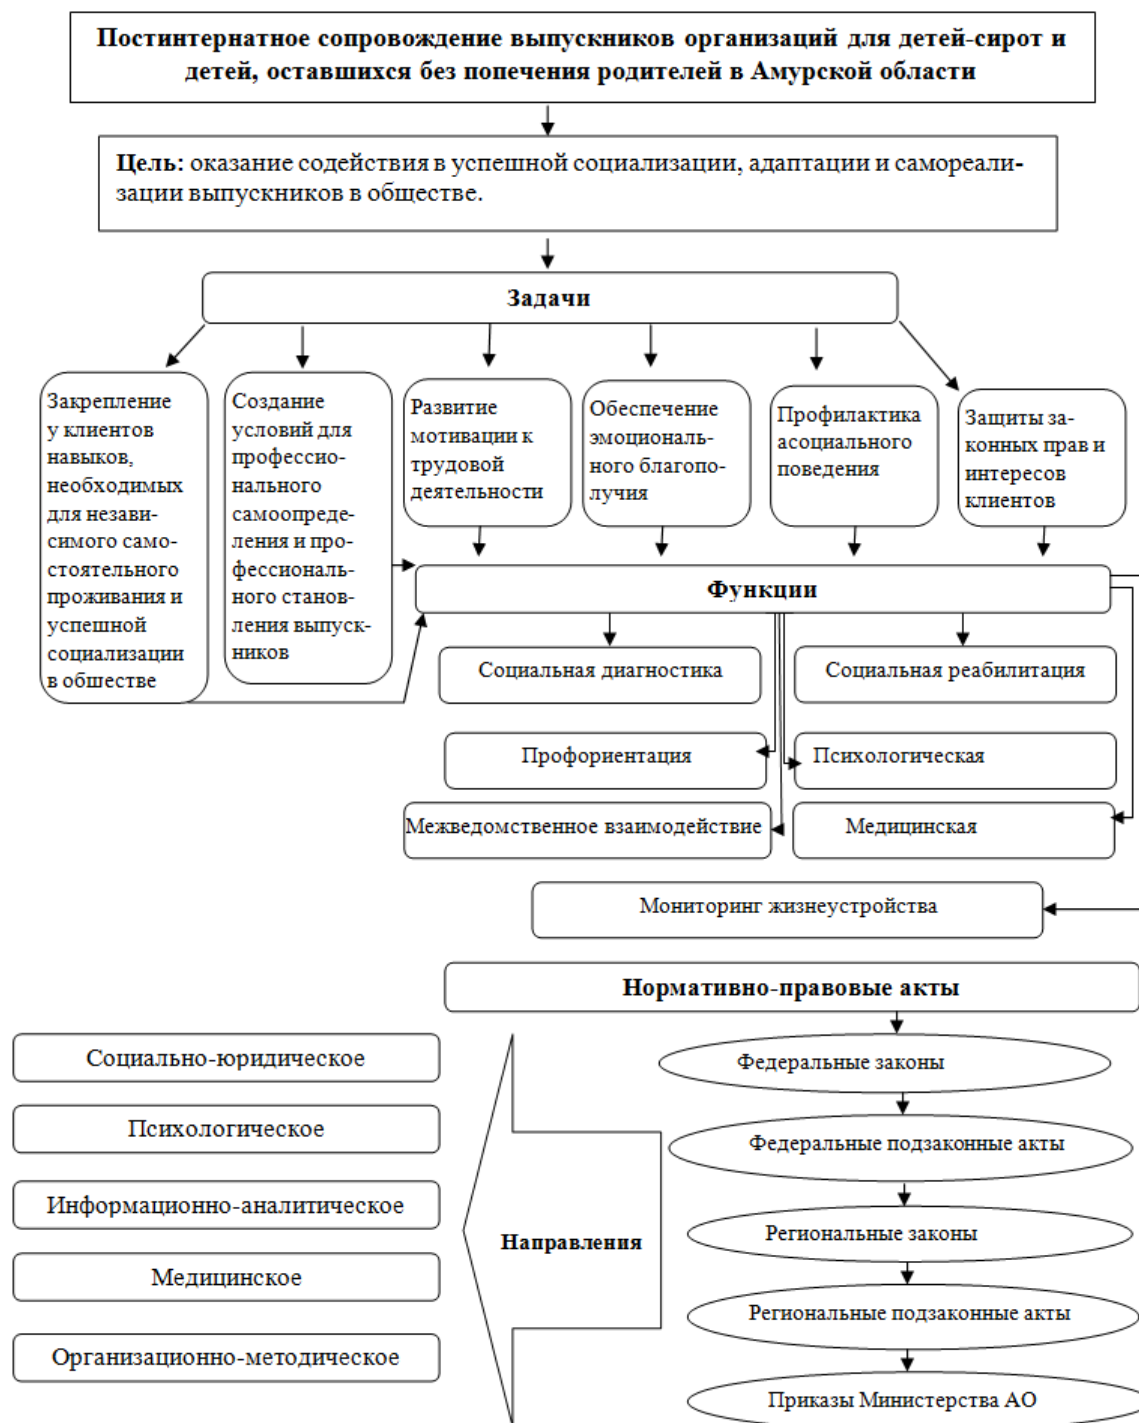 Постинтернатное сопровождение выпускников организаций для детей-сирот и
детей, оставшихся без попечения родителей в Амурской области
Цель: оказание содействия в успешной социализации, адаптации и самореали-
зации выпускников в обществе.
Задачи
Закрепление
у клиентов
навыков,
необходимых
для незави-
симого само-
стоятельного
проживания и
успешной
социализации
в обшестве
Создание
условий для
профессио-
нального
самоопреде-
ления и про-
фессиональ-
ного станов-
ления выпуск-
ников
Развитие
мотивации к
трудовой
деятельности
Обеспечение
эмоциональ-
ного благопо-
лучия
Профилактика
асоциального
поведения
Защиты за-
конных прав и
интересов
клиентов
Функции
Социальная диагностика
Социальная реабилитация
Профориентация
Психологическая
Межведомственное взаимодействие
Медицинская
Мониторинг жизнеустройства
Нормативно-правовые акты
Федеральные законы
Федеральные подзаконные акты
Региональные законы
Региональные подзаконные акты
Приказы Министерства АО
Направления
Социально-юридическое
Психологическое
Информационно-аналитическое
Медицинское
Организационно-методическое